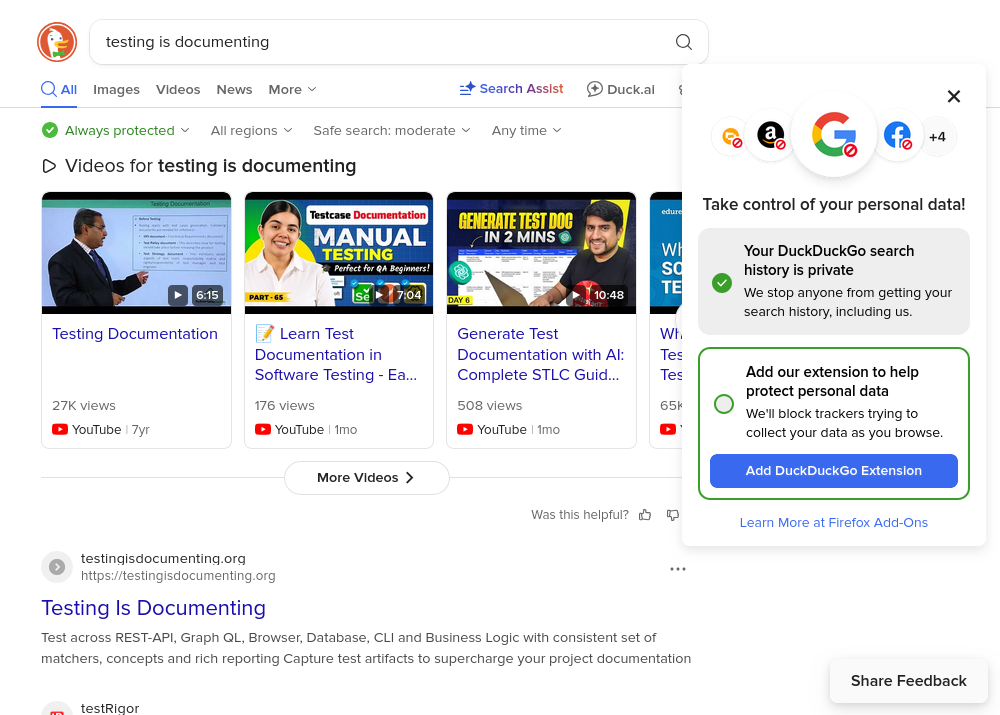 testing is documenting
All
Images
Videos
News
More
Search Assist
Duck.ai
Always protected
All regions
Safe search: moderate
Any time
Videos for testing is documenting
Testing Documentation
6:15
Testing Documentation
27K views
YouTube | 7yr
Testcase Documentation
MANUAL
TESTING
Perfect for QA Beginners!
PART - 65
Se
7:04
📝 Learn Test
Documentation in
Software Testing - Ea...
176 views
YouTube | 1mo
GENERATE TEST DOC
IN 2 MINS
DAY 6
10:48
Generate Test
Documentation with AI:
Complete STLC Guid...
508 views
YouTube | 1mo
edure
Wh
SO
TE
Wh
Tes
Tes
65K
More Videos
Was this helpful?
testingisdocumenting.org
https://testingisdocumenting.org
Testing Is Documenting
Test across REST-API, Graph QL, Browser, Database, CLI and Business Logic with consistent set of
matchers, concepts and rich reporting Capture test artifacts to supercharge your project documentation
testRigor
+4
Take control of your personal data!
Your DuckDuckGo search
history is private
We stop anyone from getting your
search history, including us.
Add our extension to help
protect personal data
We'll block trackers trying to
collect your data as you browse.
Add DuckDuckGo Extension
Learn More at Firefox Add-Ons
Share Feedback